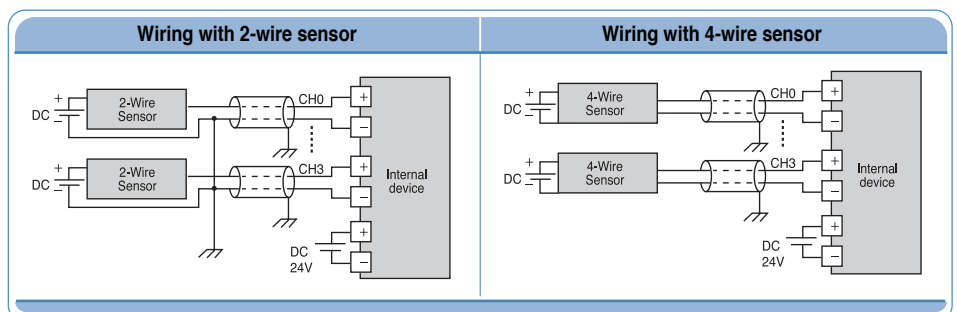 Wiring with 2-wire sensor
+
DC
−
2-Wire
Sensor
CH0
+
−
+
DC
−
2-Wire
Sensor
CH3
+
−
Internal
device
+
DC
24V
−
Wiring with 4-wire sensor
+
DC
−
4-Wire
Sensor
CH0
+
−
+
DC
−
4-Wire
Sensor
CH3
+
−
Internal
device
+
DC
24V
−